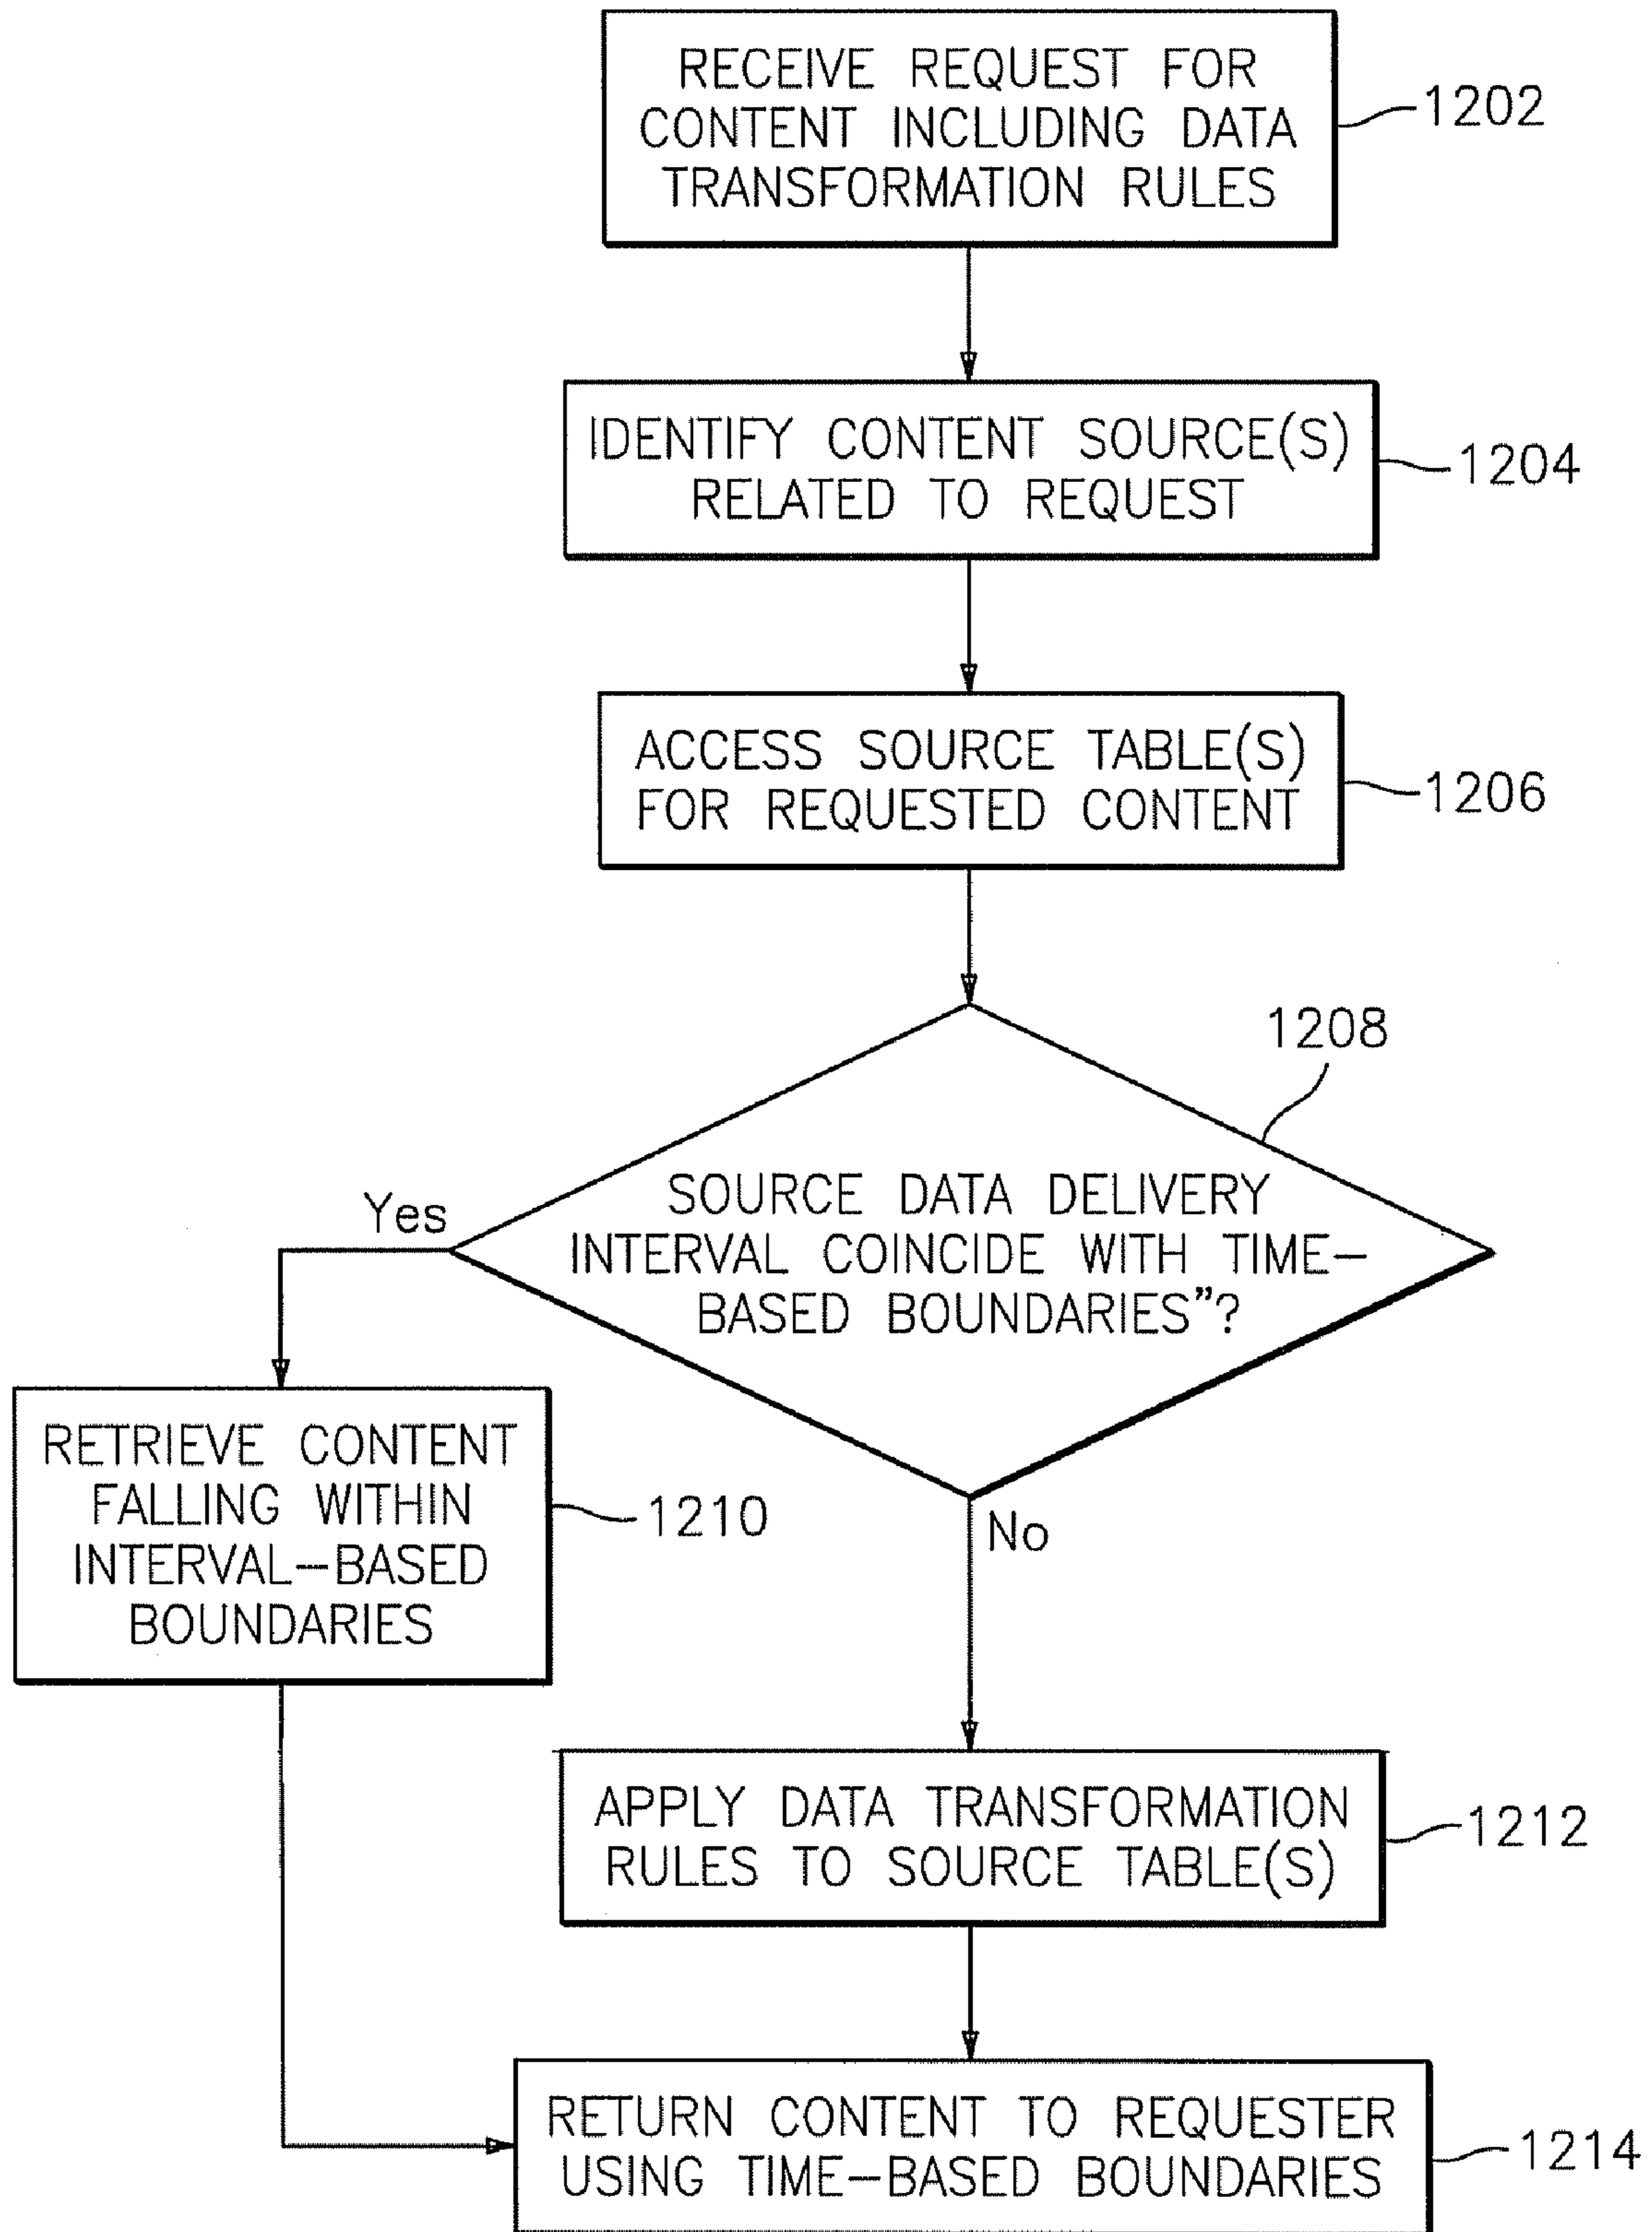 RECEIVE REQUEST FOR
CONTENT INCLUDING DATA
TRANSFORMATION RULES
1202
IDENTIFY CONTENT SOURCE(S)
RELATED TO REQUEST
1204
ACCESS SOURCE TABLE(S)
FOR REQUESTED CONTENT
1206
1208
SOURCE DATA DELIVERY
INTERVAL COINCIDE WITH TIME-
BASED BOUNDARIES"?
Yes
No
RETRIEVE CONTENT
FALLING WITHIN
INTERVAL-BASED
BOUNDARIES
1210
APPLY DATA TRANSFORMATION
RULES TO SOURCE TABLE(S)
1212
RETURN CONTENT TO REQUESTER
USING TIME-BASED BOUNDARIES
1214